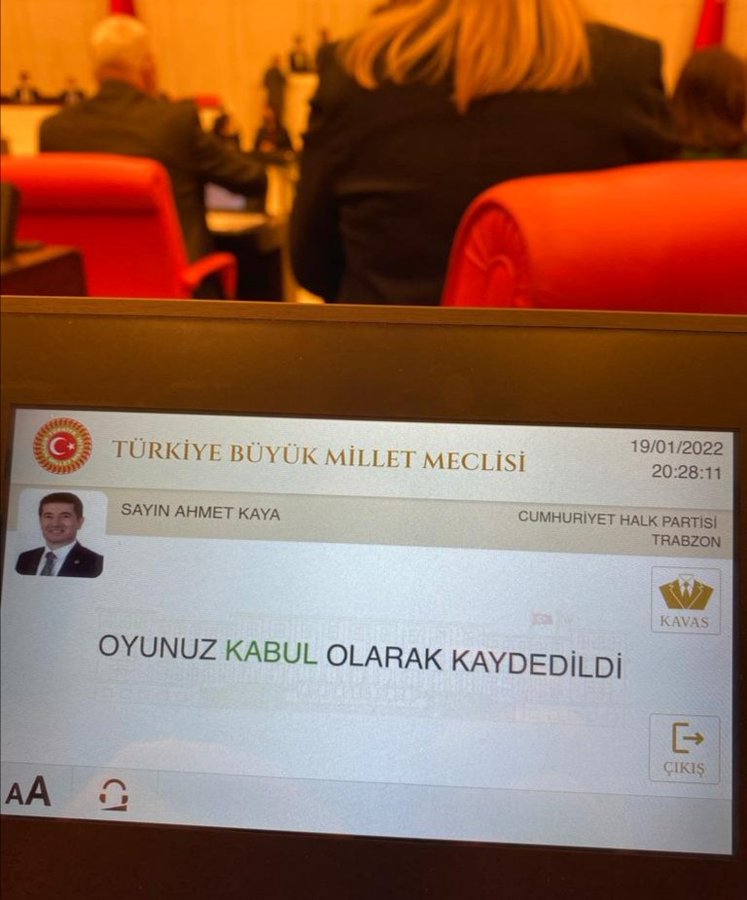 TÜRKİYE BÜYÜK MİLLET MECLİSİ
19/01/2022
20:28:11
SAYIN AHMET KAYA
CUMHURİYET HALK PARTİSİ
TRABZON
KAVAS
OYUNUZ KABUL OLARAK KAYDEDİLDİ
ÇIKIŞ
AA